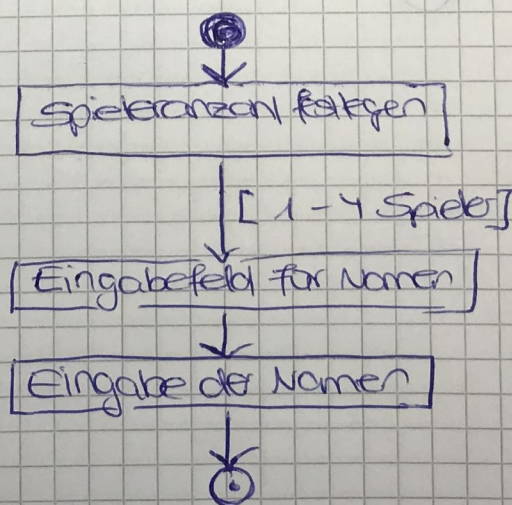 Spieleranzahl festlegen
[1-4 Spieler]
Eingabefeld für Namen
Eingabe der Namen